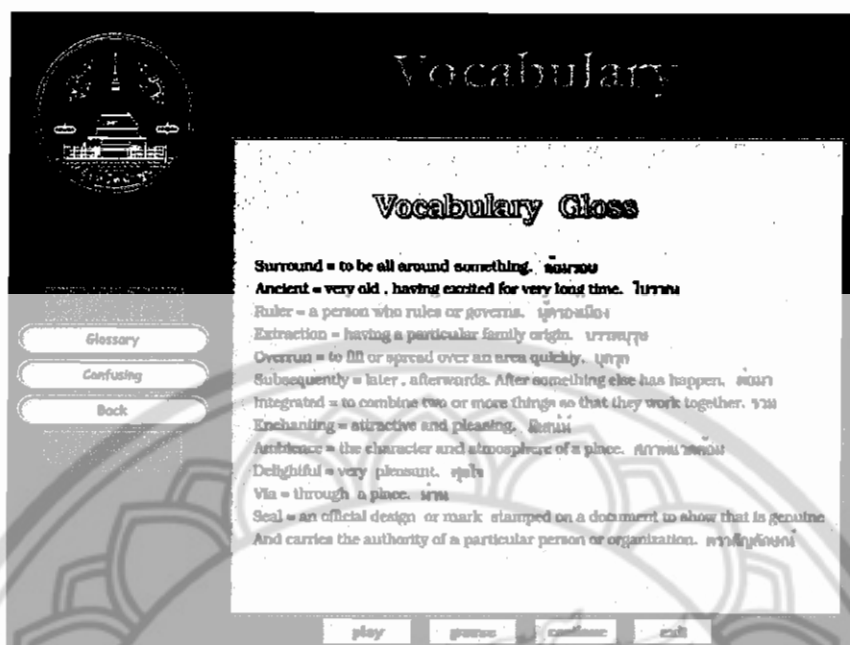 Vocabulary
Vocabulary Gloss
Surround = to be all around something. ล้อมรอบ
Ancient = very old , having excited for very long time. โบราณ
Ruler = a person who rules or governs. ผู้ครองเมือง
Extraction = having a particular family origin. บรรพบุรุษ
Overrun = to fill or spread over an area quickly. บุกรุก
Subsequently = later , afterwards. After something else has happen. ต่อมา
Integrated = to combine two or more things so that they work together. รวม
Enchanting = attractive and pleasing. มีเสน่ห์
Ambience = the character and atmosphere of a place. สภาพแวดล้อม
Delightful = very pleasant.
Via = through a place. ผ่าน
Seal = an official design or mark stamped on a document to show that is genuine
And carries the authority of a particular person or organization. ตราสัญลักษณ์
Glossary
Confusing
Back
play
pause
continue
exit